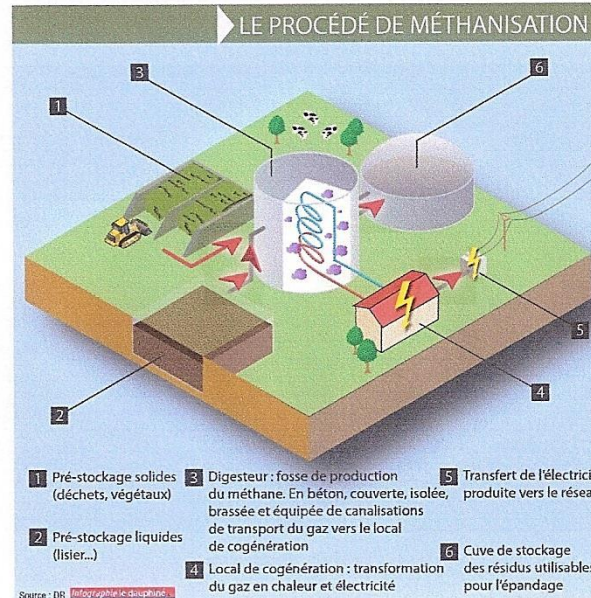 LE PROCÉDÉ DE MÉTHANISATION
3
6
1
5
4
2
1 Pré-stockage solides
(déchets, végétaux)
2 Pré-stockage liquides
(lisier...)
3 Digesteur : fosse de production
du méthane. En béton, couverte, isolée,
brassée et équipée de canalisations
de transport du gaz vers le local
de cogénération
4 Local de cogénération : transformation
du gaz en chaleur et électricité
5 Transfert de l'électrici
produite vers le résea
6 Cuve de stockage
des résidus utilisables
pour l'épandage
Source : DR Infographie le dauphiné